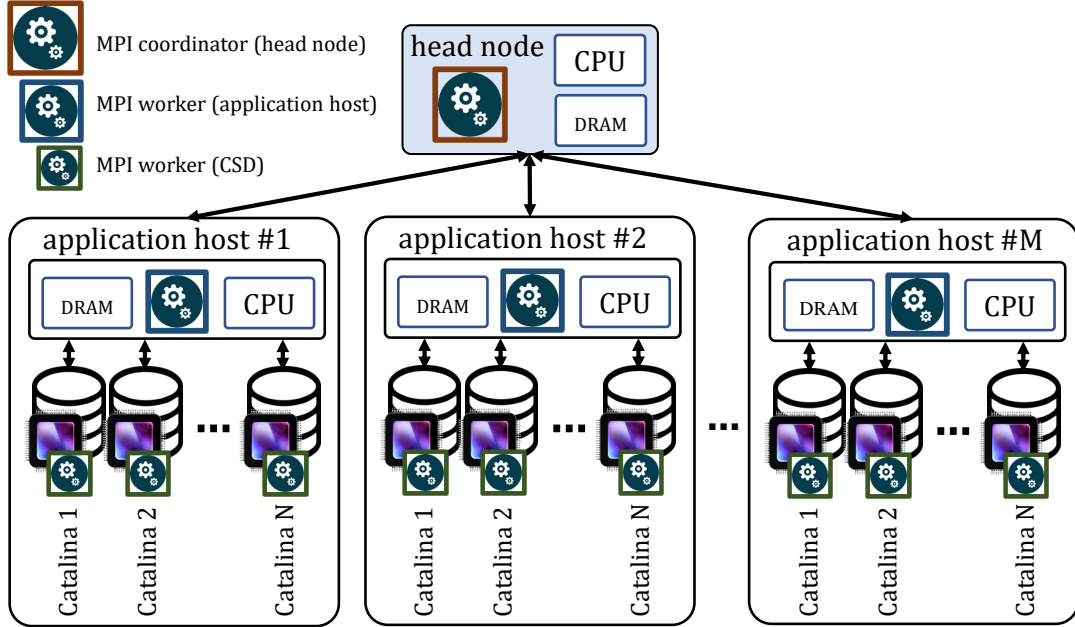 MPI coordinator (head node)
MPI worker (application host)
MPI worker (CSD)
head node
CPU
DRAM
application host #1
DRAM
CPU
...
Catalina 1
Catalina 2
Catalina N
application host #2
DRAM
CPU
...
Catalina 1
Catalina 2
Catalina N
...
application host #M
DRAM
CPU
...
Catalina 1
Catalina 2
Catalina N